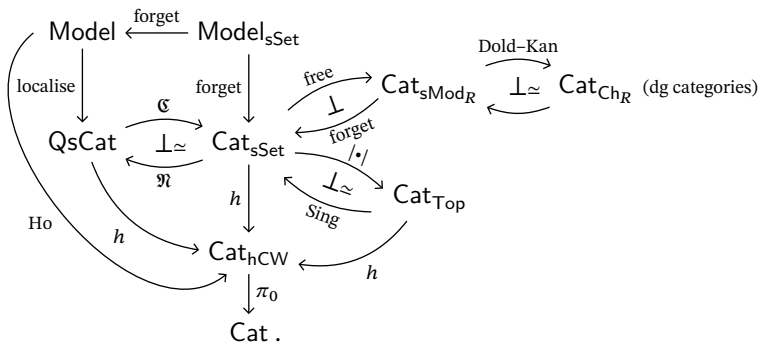 forget
Model Model_sSet
Dold–Kan
localise forget free Cat_sMod_R ⊥≃ Cat_Ch_R (dg categories)
ℭ ⊥
QsCat ⊥≃ Cat_sSet forget
𝔑 |•|
⊥≃ Cat_Top
h Sing
Ho h
Cat_hCW h
π₀
Cat .